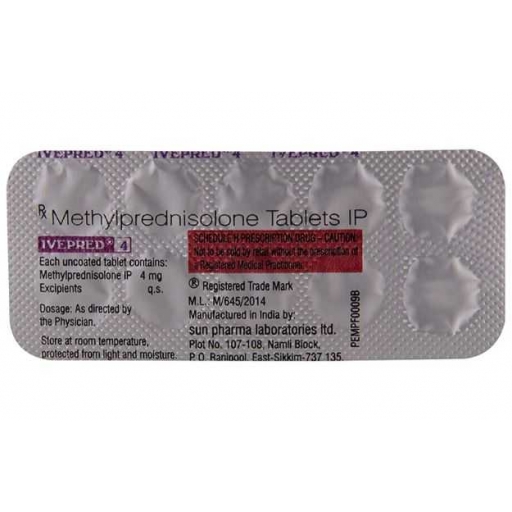 IVEPRED® 4 IVEPRED® 4 IVEPRED® 4 IVEPRED® 4
Rx Methylprednisolone Tablets IP
IVEPRED® 4
Each uncoated tablet contains:
Methylprednisolone IP 4 mg
Excipients q.s.
Dosage: As directed by
the Physician.
Store at room temperature,
protected from light and moisture.
SCHEDULE H PRESCRIPTION DRUG - CAUTION
Not to be sold by retail without the prescription of
a Registered Medical Practitioner.
® Registered Trade Mark
M.L.: M/645/2014
Manufactured in India by:
sun pharma laboratories ltd.
Plot No. 107-108, Namli Block,
P.O. Ranipool, East-Sikkim-737 135.
PEMPF0009B